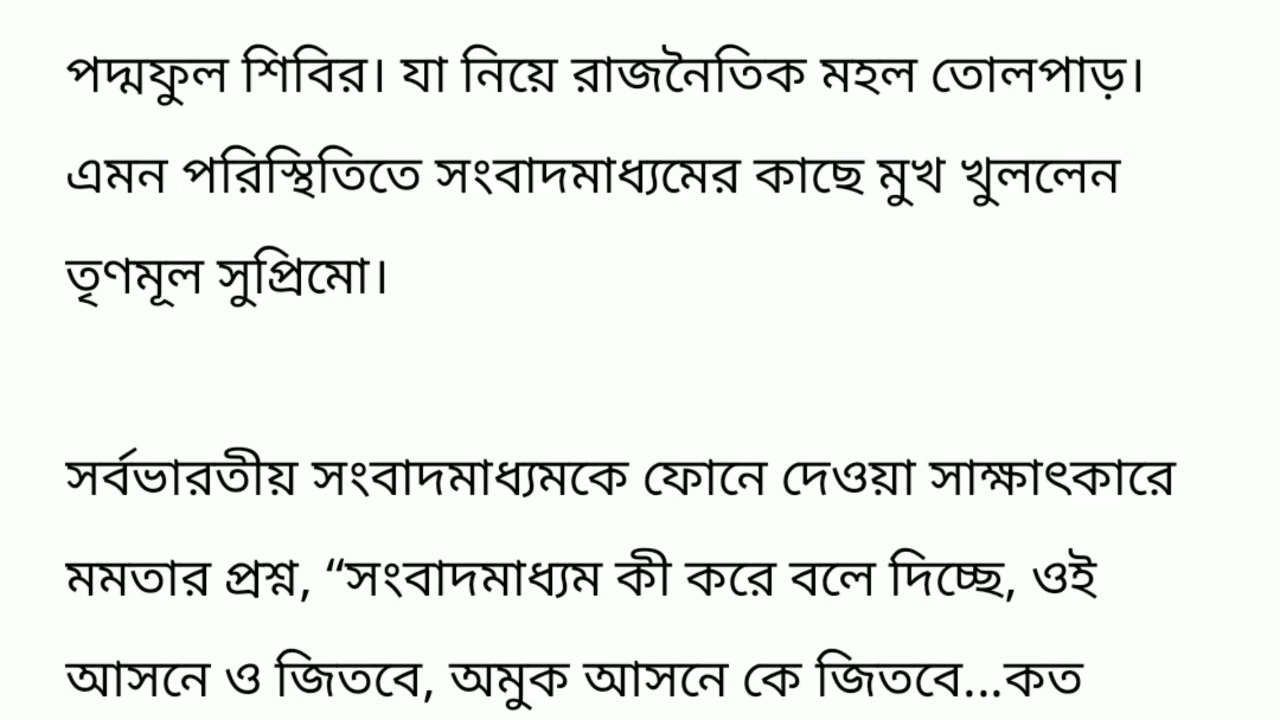 পদ্মফুল শিবির। যা নিয়ে রাজনৈতিক মহল তোলপাড়।
এমন পরিস্থিতিতে সংবাদমাধ্যমের কাছে মুখ খুললেন
তৃণমূল সুপ্রিমো।
সর্বভারতীয় সংবাদমাধ্যমকে ফোনে দেওয়া সাক্ষাৎকারে
মমতার প্রশ্ন, “সংবাদমাধ্যম কী করে বলে দিচ্ছে, ওই
আসনে ও জিতবে, অমুক আসনে কে জিতবে...কত